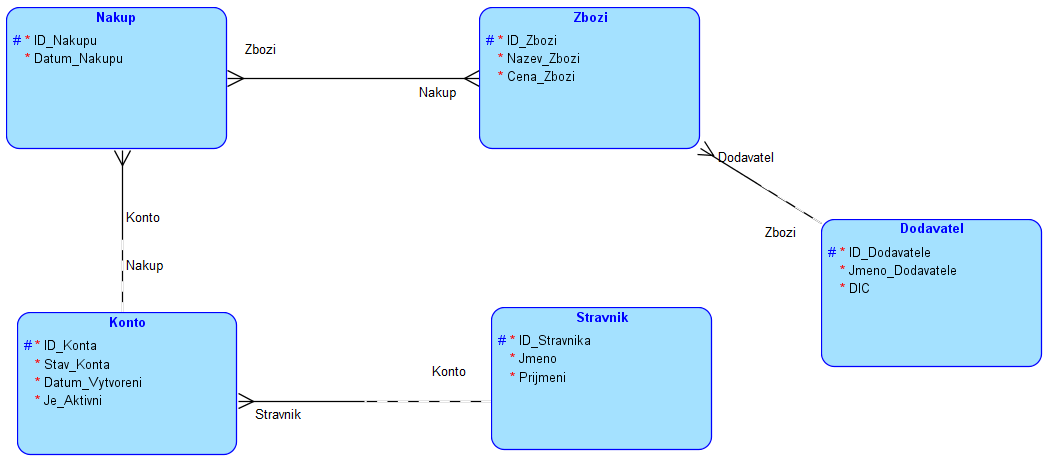 Nakup
# * ID_Nakupu
* Datum_Nakupu
Zbozi
Nakup
Zbozi
# * ID_Zbozi
* Nazev_Zbozi
* Cena_Zbozi
Dodavatel
Zbozi
Dodavatel
# * ID_Dodavatele
* Jmeno_Dodavatele
* DIC
Konto
Nakup
Konto
# * ID_Konta
* Stav_Konta
* Datum_Vytvoreni
* Je_Aktivni
Konto
Stravnik
Stravnik
# * ID_Stravnika
* Jmeno
* Prijmeni